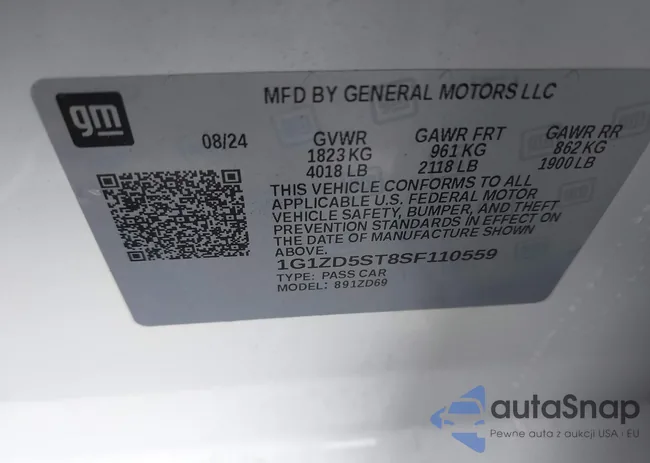 gm
MFD BY GENERAL MOTORS LLC
08/24 GVWR GAWR FRT GAWR RR
1823 KG 961 KG 862 KG
4018 LB 2118 LB 1900 LB
THIS VEHICLE CONFORMS TO ALL
APPLICABLE U.S. FEDERAL MOTOR
VEHICLE SAFETY, BUMPER, AND THEFT
PREVENTION STANDARDS IN EFFECT ON
THE DATE OF MANUFACTURE SHOWN
ABOVE.
1G1ZD5ST8SF110559
TYPE: PASS CAR
MODEL: 891ZD69
autaSnap
Pewne auta z aukcji USA i EU